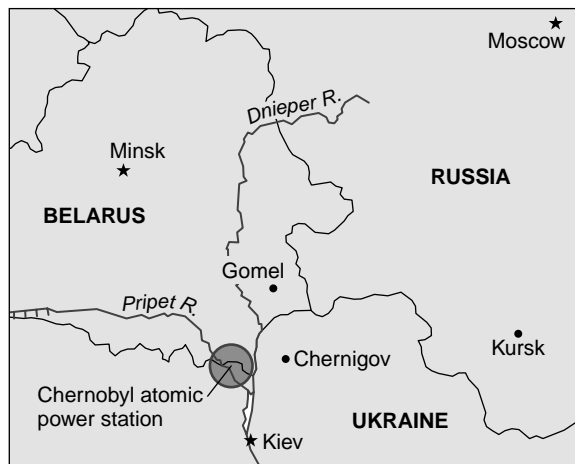 Moscow
Dnieper R.
Minsk
RUSSIA
BELARUS
Gomel
Pripet R.
Kursk
Chernigov
Chernobyl atomic
power station
UKRAINE
Kiev